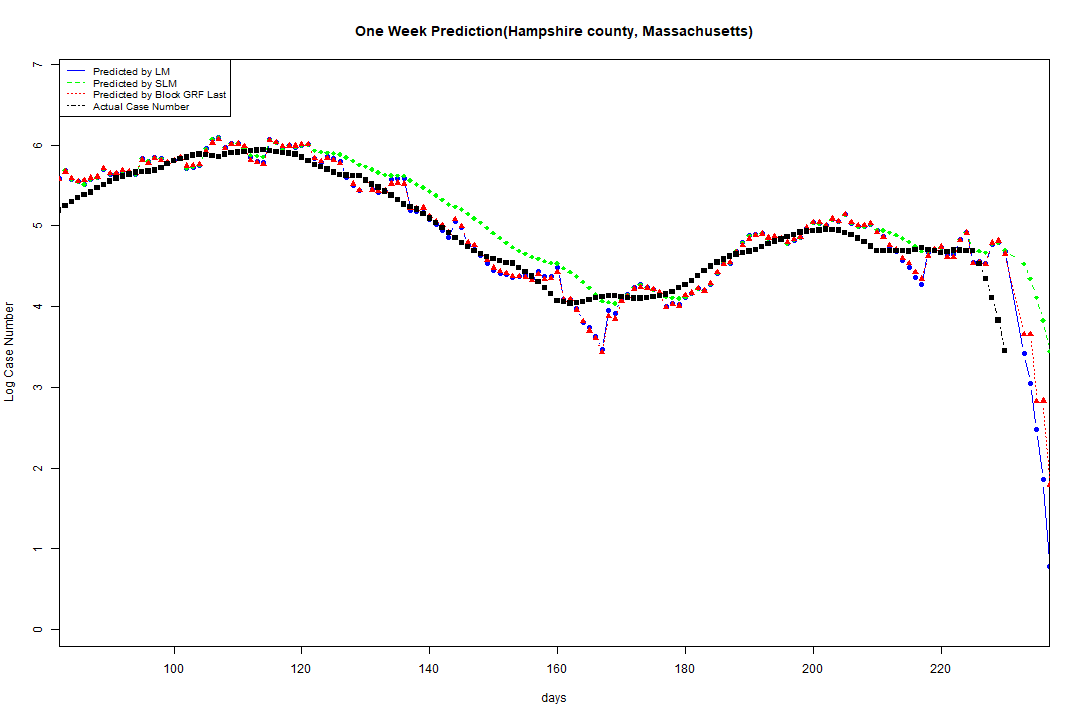 One Week Prediction(Hampshire county, Massachusetts)
Predicted by LM
Predicted by SLM
Predicted by Block GRF Last
Actual Case Number
7
6
5
4
3
2
1
0
Log Case Number
100 120 140 160 180 200 220
days